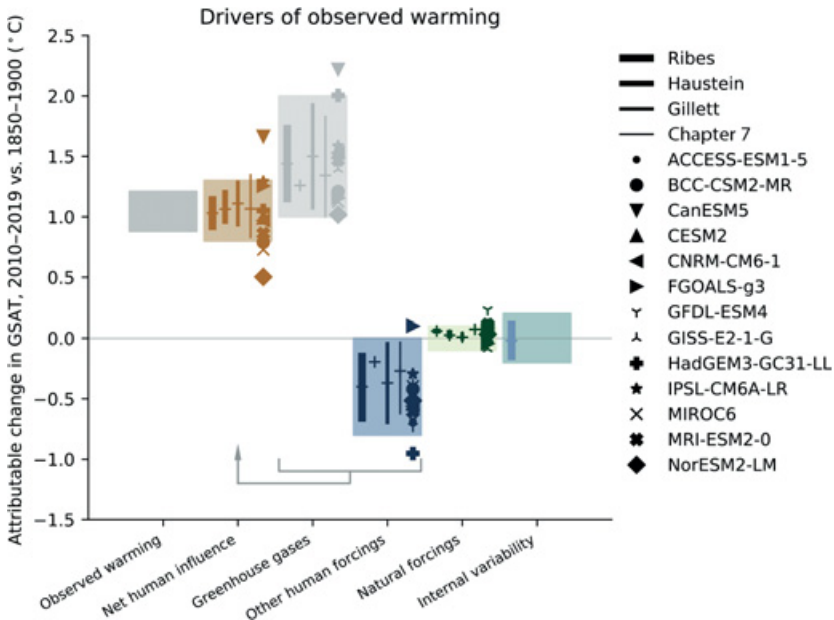 Drivers of observed warming
Attributable change in GSAT, 2010–2019 vs. 1850–1900 (°C)
2.5
2.0
1.5
1.0
0.5
0.0
−0.5
−1.0
−1.5
Observed warming
Net human influence
Greenhouse gases
Other human forcings
Natural forcings
Internal variability
Ribes
Haustein
Gillett
Chapter 7
ACCESS-ESM1-5
BCC-CSM2-MR
CanESM5
CESM2
CNRM-CM6-1
FGOALS-g3
GFDL-ESM4
GISS-E2-1-G
HadGEM3-GC31-LL
IPSL-CM6A-LR
MIROC6
MRI-ESM2-0
NorESM2-LM